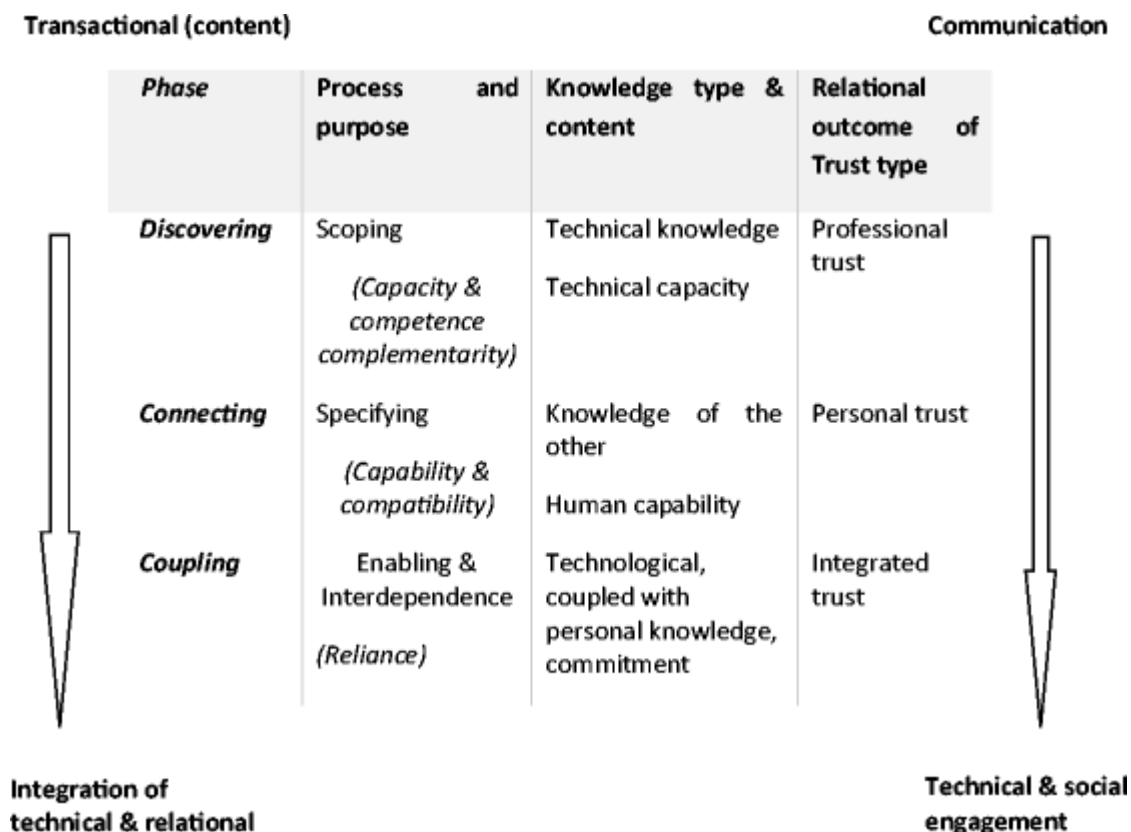 Transactional (content)
Communication
Phase
Process and
purpose
Knowledge type &
content
Relational
outcome of
Trust type
Discovering
Scoping
(Capacity &
competence
complementarity)
Technical knowledge
Technical capacity
Professional
trust
Connecting
Specifying
(Capability &
compatibility)
Knowledge of the
other
Human capability
Personal trust
Coupling
Enabling &
Interdependence
(Reliance)
Technological,
coupled with
personal knowledge,
commitment
Integrated
trust
Integration of
technical & relational
Technical & social
engagement